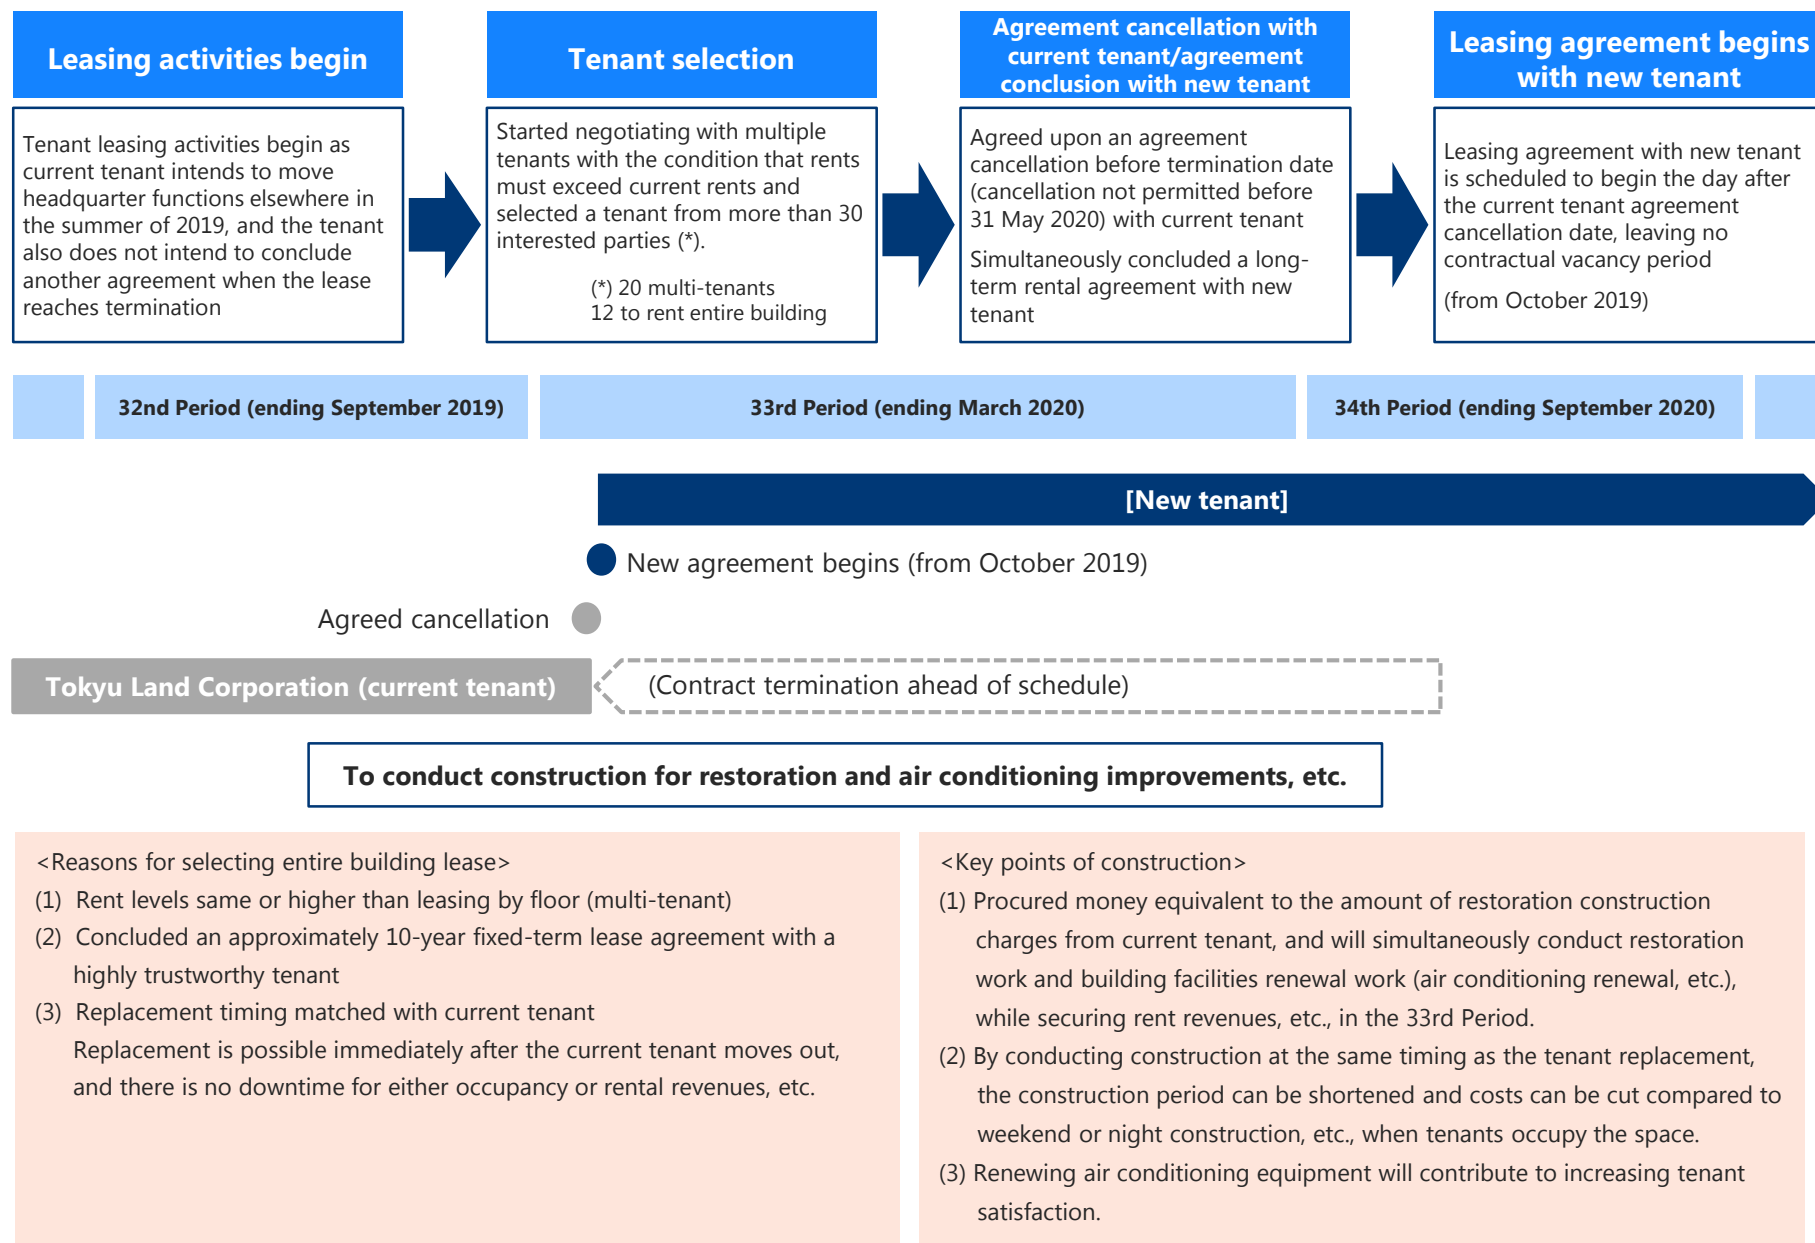 Leasing activities begin
Tenant leasing activities begin as
current tenant intends to move
headquarter functions elsewhere in
the summer of 2019, and the tenant
also does not intend to conclude
another agreement when the lease
reaches termination
Tenant selection
Started negotiating with multiple
tenants with the condition that rents
must exceed current rents and
selected a tenant from more than 30
interested parties (*).
(*) 20 multi-tenants
12 to rent entire building
Agreement cancellation with
current tenant/agreement
conclusion with new tenant
Agreed upon an agreement
cancellation before termination date
(cancellation not permitted before
31 May 2020) with current tenant
Simultaneously concluded a long-
term rental agreement with new
tenant
Leasing agreement begins
with new tenant
Leasing agreement with new tenant
is scheduled to begin the day after
the current tenant agreement
cancellation date, leaving no
contractual vacancy period
(from October 2019)
32nd Period (ending September 2019)
33rd Period (ending March 2020)
34th Period (ending September 2020)
[New tenant]
New agreement begins (from October 2019)
Agreed cancellation
Tokyu Land Corporation (current tenant)
(Contract termination ahead of schedule)
To conduct construction for restoration and air conditioning improvements, etc.
<Reasons for selecting entire building lease>
(1) Rent levels same or higher than leasing by floor (multi-tenant)
(2) Concluded an approximately 10-year fixed-term lease agreement with a
highly trustworthy tenant
(3) Replacement timing matched with current tenant
Replacement is possible immediately after the current tenant moves out,
and there is no downtime for either occupancy or rental revenues, etc.
<Key points of construction>
(1) Procured money equivalent to the amount of restoration construction
charges from current tenant, and will simultaneously conduct restoration
work and building facilities renewal work (air conditioning renewal, etc.),
while securing rent revenues, etc., in the 33rd Period.
(2) By conducting construction at the same timing as the tenant replacement,
the construction period can be shortened and costs can be cut compared to
weekend or night construction, etc., when tenants occupy the space.
(3) Renewing air conditioning equipment will contribute to increasing tenant
satisfaction.